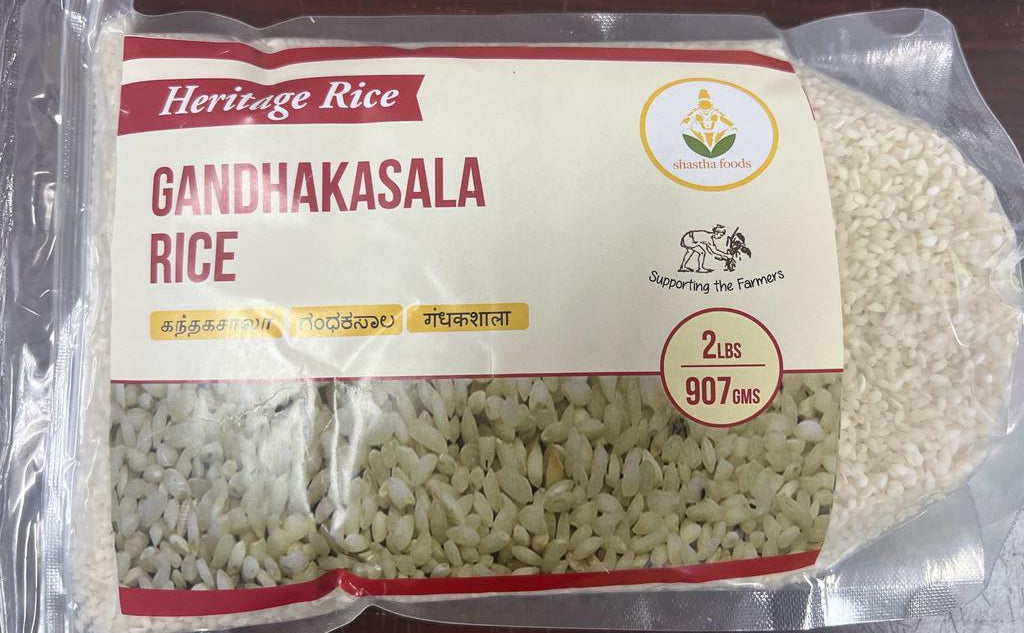 Heritage Rice
shastha foods
GANDHAKASALA
RICE
Supporting the Farmers
கந்தகசாலா ಗಂಧಕಸಾಲ गंधकशाला
2LBS
907GMS